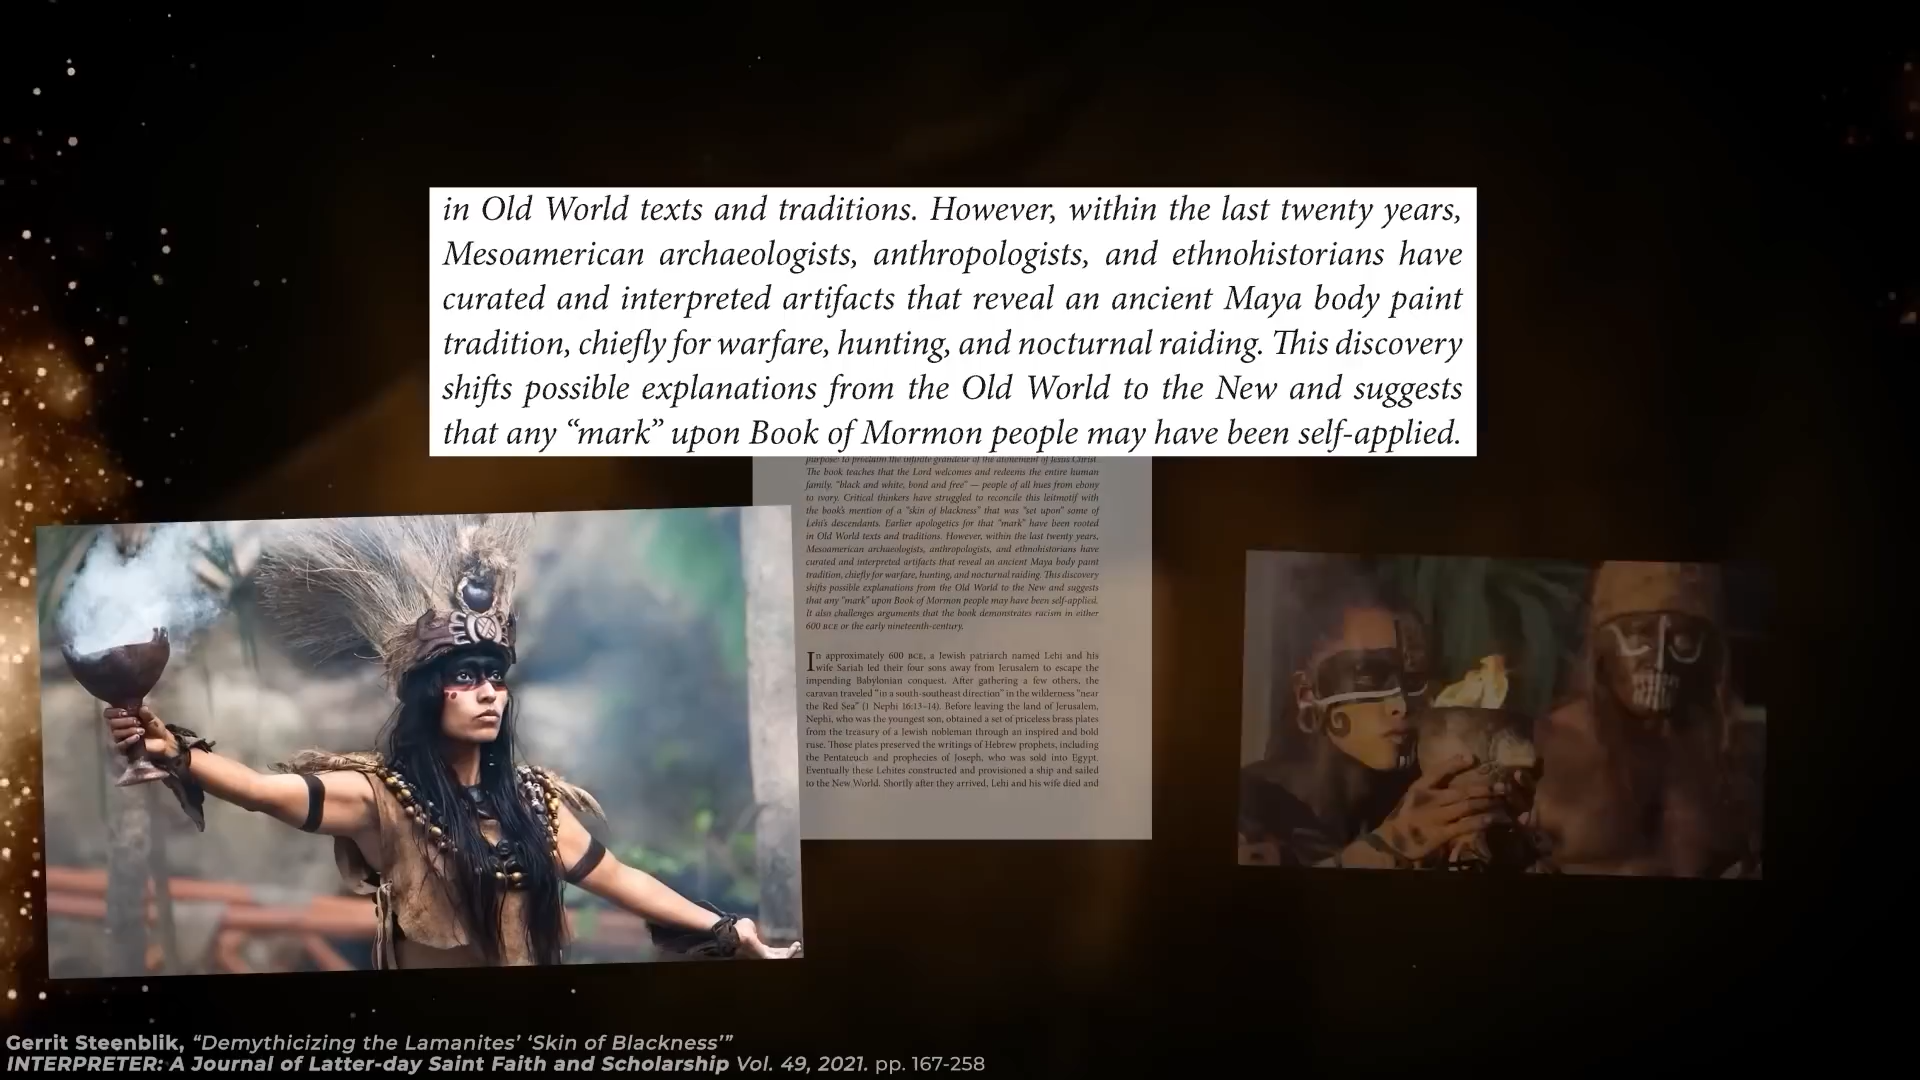 in Old World texts and traditions. However, within the last twenty years,
Mesoamerican archaeologists, anthropologists, and ethnohistorians have
curated and interpreted artifacts that reveal an ancient Maya body paint
tradition, chiefly for warfare, hunting, and nocturnal raiding. This discovery
shifts possible explanations from the Old World to the New and suggests
that any “mark” upon Book of Mormon people may have been self-applied.
purpose: to proclaim the infinite grandeur of the atonement of Jesus Christ.
The book teaches that the Lord welcomes and redeems the entire human
family, “black and white, bond and free” — people of all hues from ebony
to ivory. Critical thinkers have struggled to reconcile this leitmotif with
the book’s mention of a “skin of blackness” that was “set upon” some of
Lehi’s descendants. Earlier apologetics for that “mark” have been rooted
in Old World texts and traditions. However, within the last twenty years,
Mesoamerican archaeologists, anthropologists, and ethnohistorians have
curated and interpreted artifacts that reveal an ancient Maya body paint
tradition, chiefly for warfare, hunting, and nocturnal raiding. This discovery
shifts possible explanations from the Old World to the New and suggests
that any “mark” upon Book of Mormon people may have been self-applied.
It also challenges arguments that the book demonstrates racism in either
600 BCE or the early nineteenth-century.
In approximately 600 BCE, a Jewish patriarch named Lehi and his
wife Sariah led their four sons away from Jerusalem to escape the
impending Babylonian conquest. After gathering a few others, the
caravan traveled “in a south-southeast direction” in the wilderness “near
the Red Sea” (1 Nephi 16:13–14). Before leaving the land of Jerusalem,
Nephi, who was the youngest son, obtained a set of priceless brass plates
from the treasury of a Jewish nobleman through an inspired and bold
ruse. Those plates preserved the writings of Hebrew prophets, including
the Pentateuch and prophecies of Joseph, who was sold into Egypt.
Eventually these Lehites constructed and provisioned a ship and sailed
to the New World. Shortly after they arrived, Lehi and his wife died and
Gerrit Steenblik, “Demythicizing the Lamanites’ ‘Skin of Blackness’”
INTERPRETER: A Journal of Latter-day Saint Faith and Scholarship Vol. 49, 2021. pp. 167-258